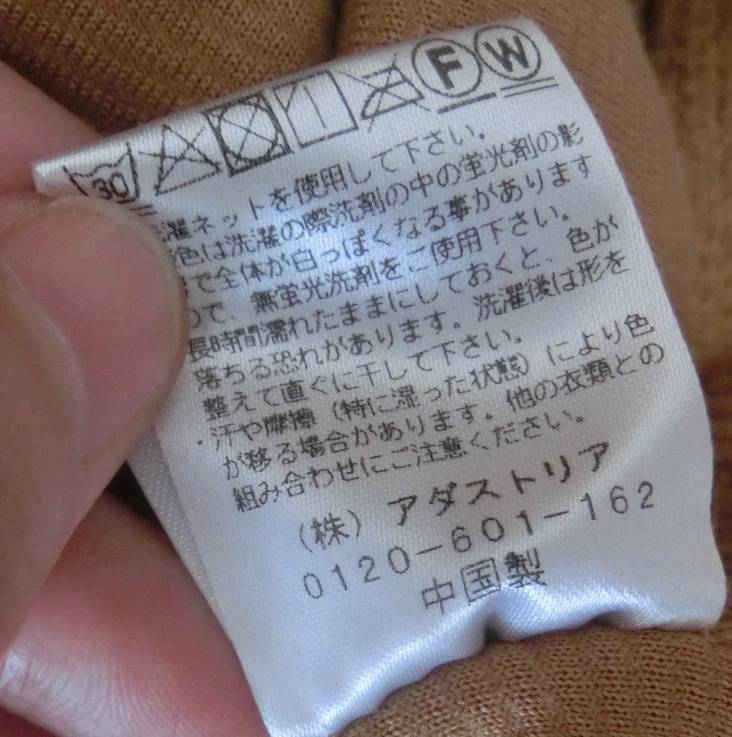 30 F W
濯ネットを使用して下さい。
色は洗濯の際洗剤の中の蛍光剤の影
で全体が白っぽくなる事があります
で、無蛍光洗剤をご使用下さい。
長時間濡れたままにしておくと、色が
落ちる恐れがあります。洗濯後は形を
整えて直ぐに干して下さい。
・汗や摩擦（特に湿った状態）により色
が移る場合があります。他の衣類との
組み合わせにご注意ください。
（株）アダストリア
0120-601-162
中国製